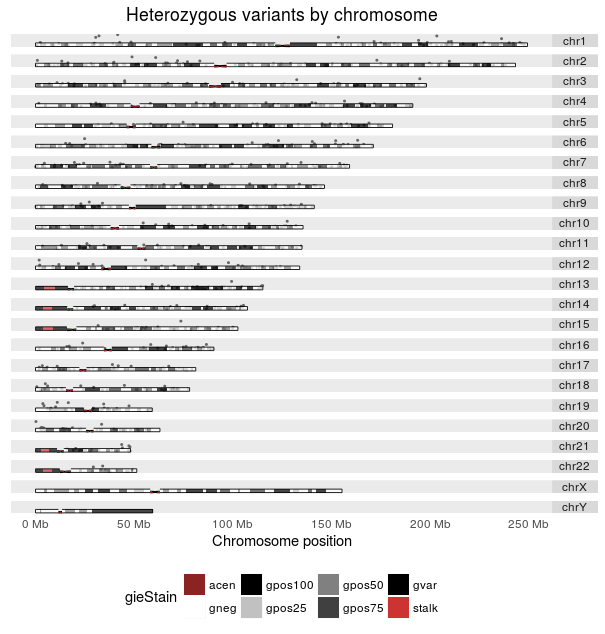 Heterozygous variants by chromosome
chr1
chr2
chr3
chr4
chr5
chr6
chr7
chr8
chr9
chr10
chr11
chr12
chr13
chr14
chr15
chr16
chr17
chr18
chr19
chr20
chr21
chr22
chrX
chrY
0 Mb 50 Mb 100 Mb 150 Mb 200 Mb 250 Mb
Chromosome position
gieStain
acen gpos100 gpos50 gvar
gneg gpos25 gpos75 stalk